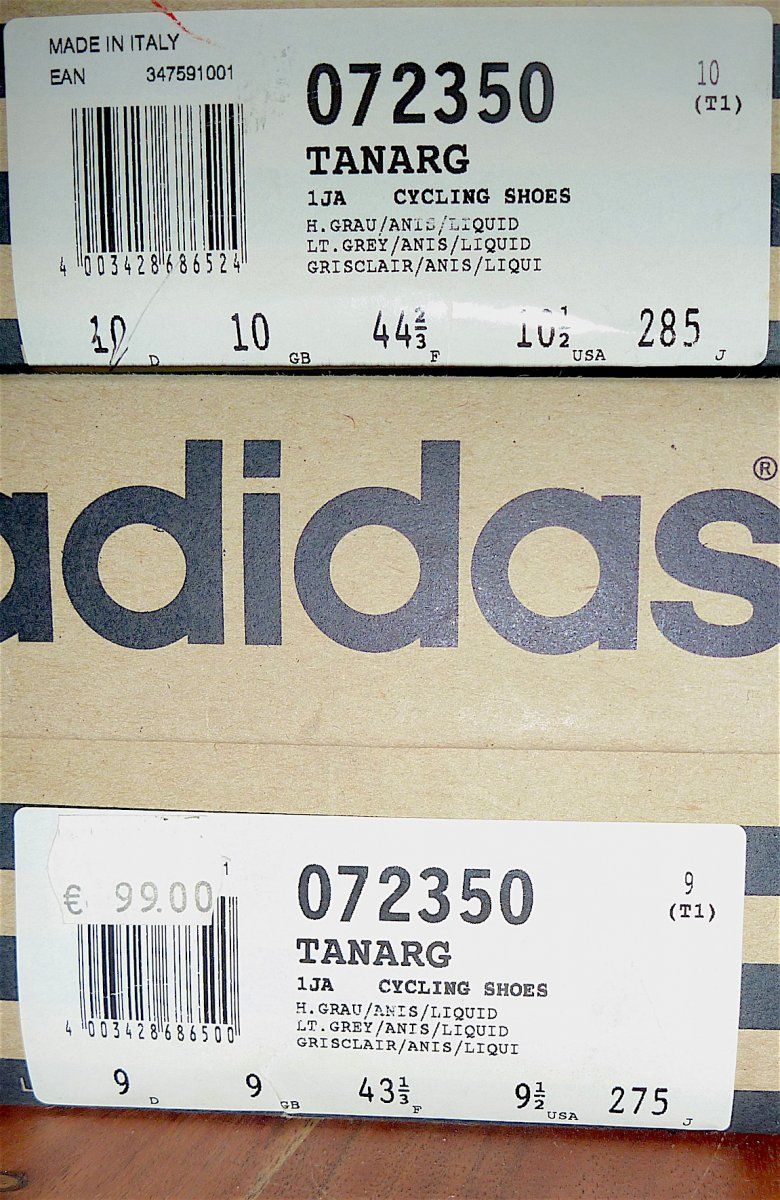 MADE IN ITALY
EAN 347591001
4 003428 686524
072350
TANARG
1JA CYCLING SHOES
H.GRAU/ANIS/LIQUID
LT.GREY/ANIS/LIQUID
GRISCLAIR/ANIS/LIQUI
10
(T1)
10 D 10 GB 44⅔ F 10½ USA 285 J
adidas®
€ 99.00
1
4 003428 686500
072350
TANARG
1JA CYCLING SHOES
H.GRAU/ANIS/LIQUID
LT.GREY/ANIS/LIQUID
GRISCLAIR/ANIS/LIQUI
9
(T1)
9 D 9 GB 43⅓ F 9½ USA 275 J